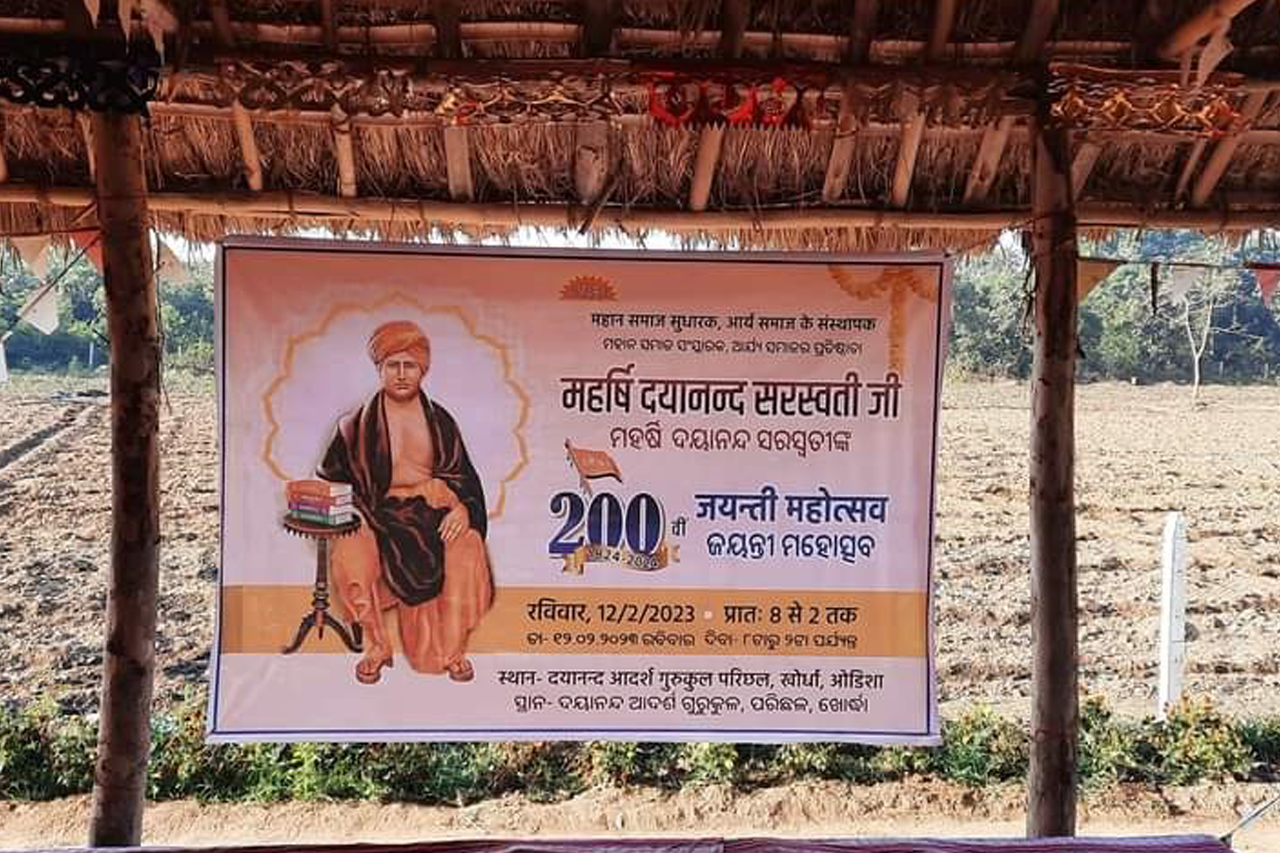 महान समाज सुधारक, आर्य समाज के संस्थापक
ମହାନ ସମାଜ ସଂସ୍କାରକ, ଆର୍ଯ୍ୟ ସମାଜର ପ୍ରତିଷ୍ଠାତା
महर्षि दयानन्द सरस्वती जी
ମହର୍ଷି ଦୟାନନ୍ଦ ସରସ୍ୱତୀଙ୍କ
200 वीं जयन्ती महोत्सव
ଜୟନ୍ତୀ ମହୋତ୍ସବ
रविवार, 12/2/2023 • प्रातः 8 से 2 तक
ତା- ୧୨.୦୨.୨୦୨୩ ରବିବାର ଦିବା- ୮ଟାରୁ ୨ଟା ପର୍ଯ୍ୟନ୍ତ
स्थान- दयानन्द आदर्श गुरुकुल परिछल, खोर्धा, ओडिशा
ସ୍ଥାନ- ଦୟାନନ୍ଦ ଆଦର୍ଶ ଗୁରୁକୁଳ, ପରିଛଳ, ଖୋର୍ଦ୍ଧା